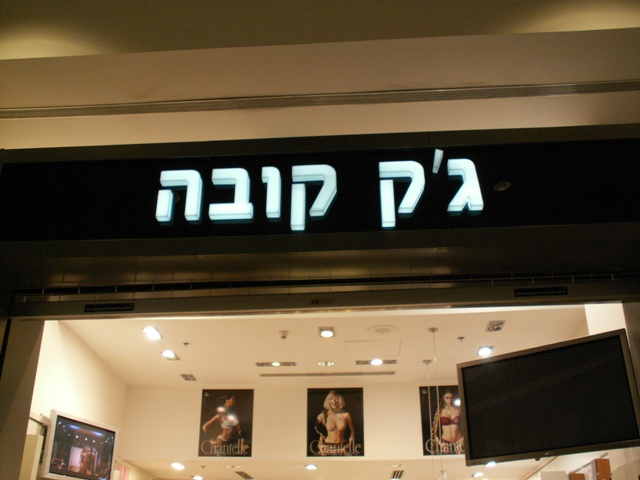 ג'ק קובה
Chantelle
Chantelle
Chantelle